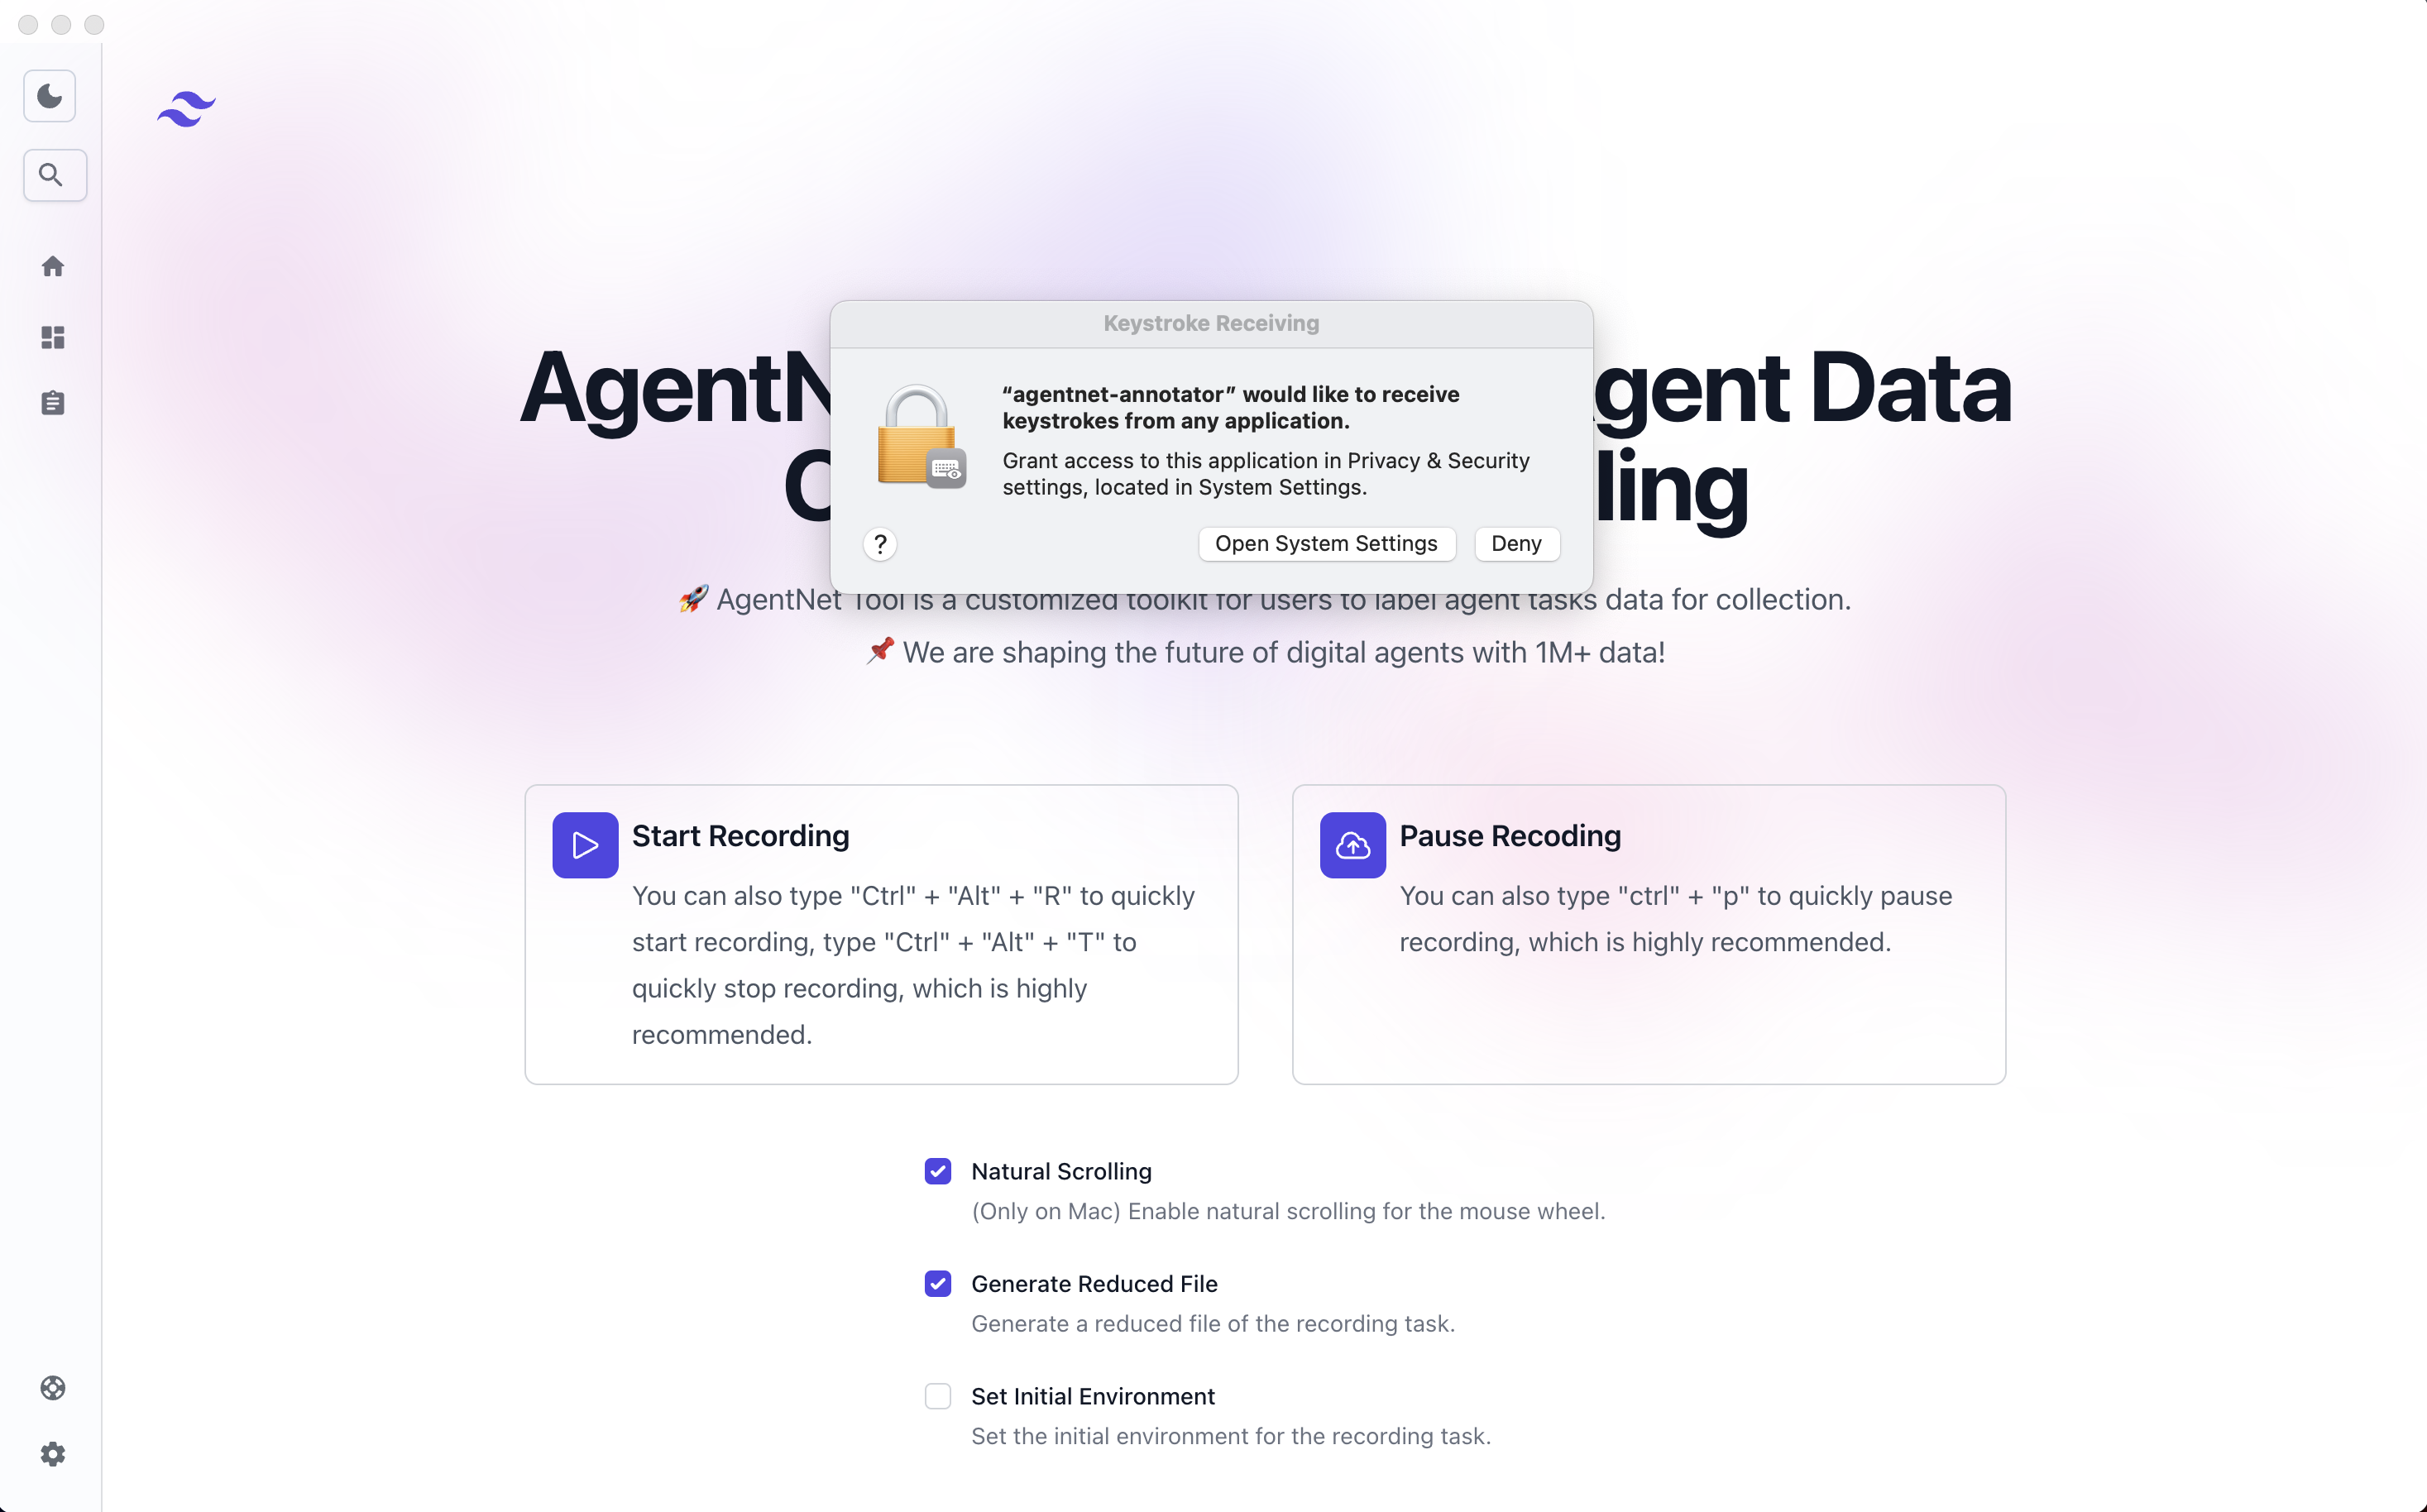 Keystroke Receiving
“agentnet-annotator” would like to receive
keystrokes from any application.
Grant access to this application in Privacy & Security
settings, located in System Settings.
?
Open System Settings
Deny
gent Data
ling
🚀 AgentNet Tool is a customized toolkit for users to label agent tasks data for collection.
📌 We are shaping the future of digital agents with 1M+ data!
Start Recording
You can also type "Ctrl" + "Alt" + "R" to quickly
start recording, type "Ctrl" + "Alt" + "T" to
quickly stop recording, which is highly
recommended.
Pause Recoding
You can also type "ctrl" + "p" to quickly pause
recording, which is highly recommended.
Natural Scrolling
(Only on Mac) Enable natural scrolling for the mouse wheel.
Generate Reduced File
Generate a reduced file of the recording task.
Set Initial Environment
Set the initial environment for the recording task.